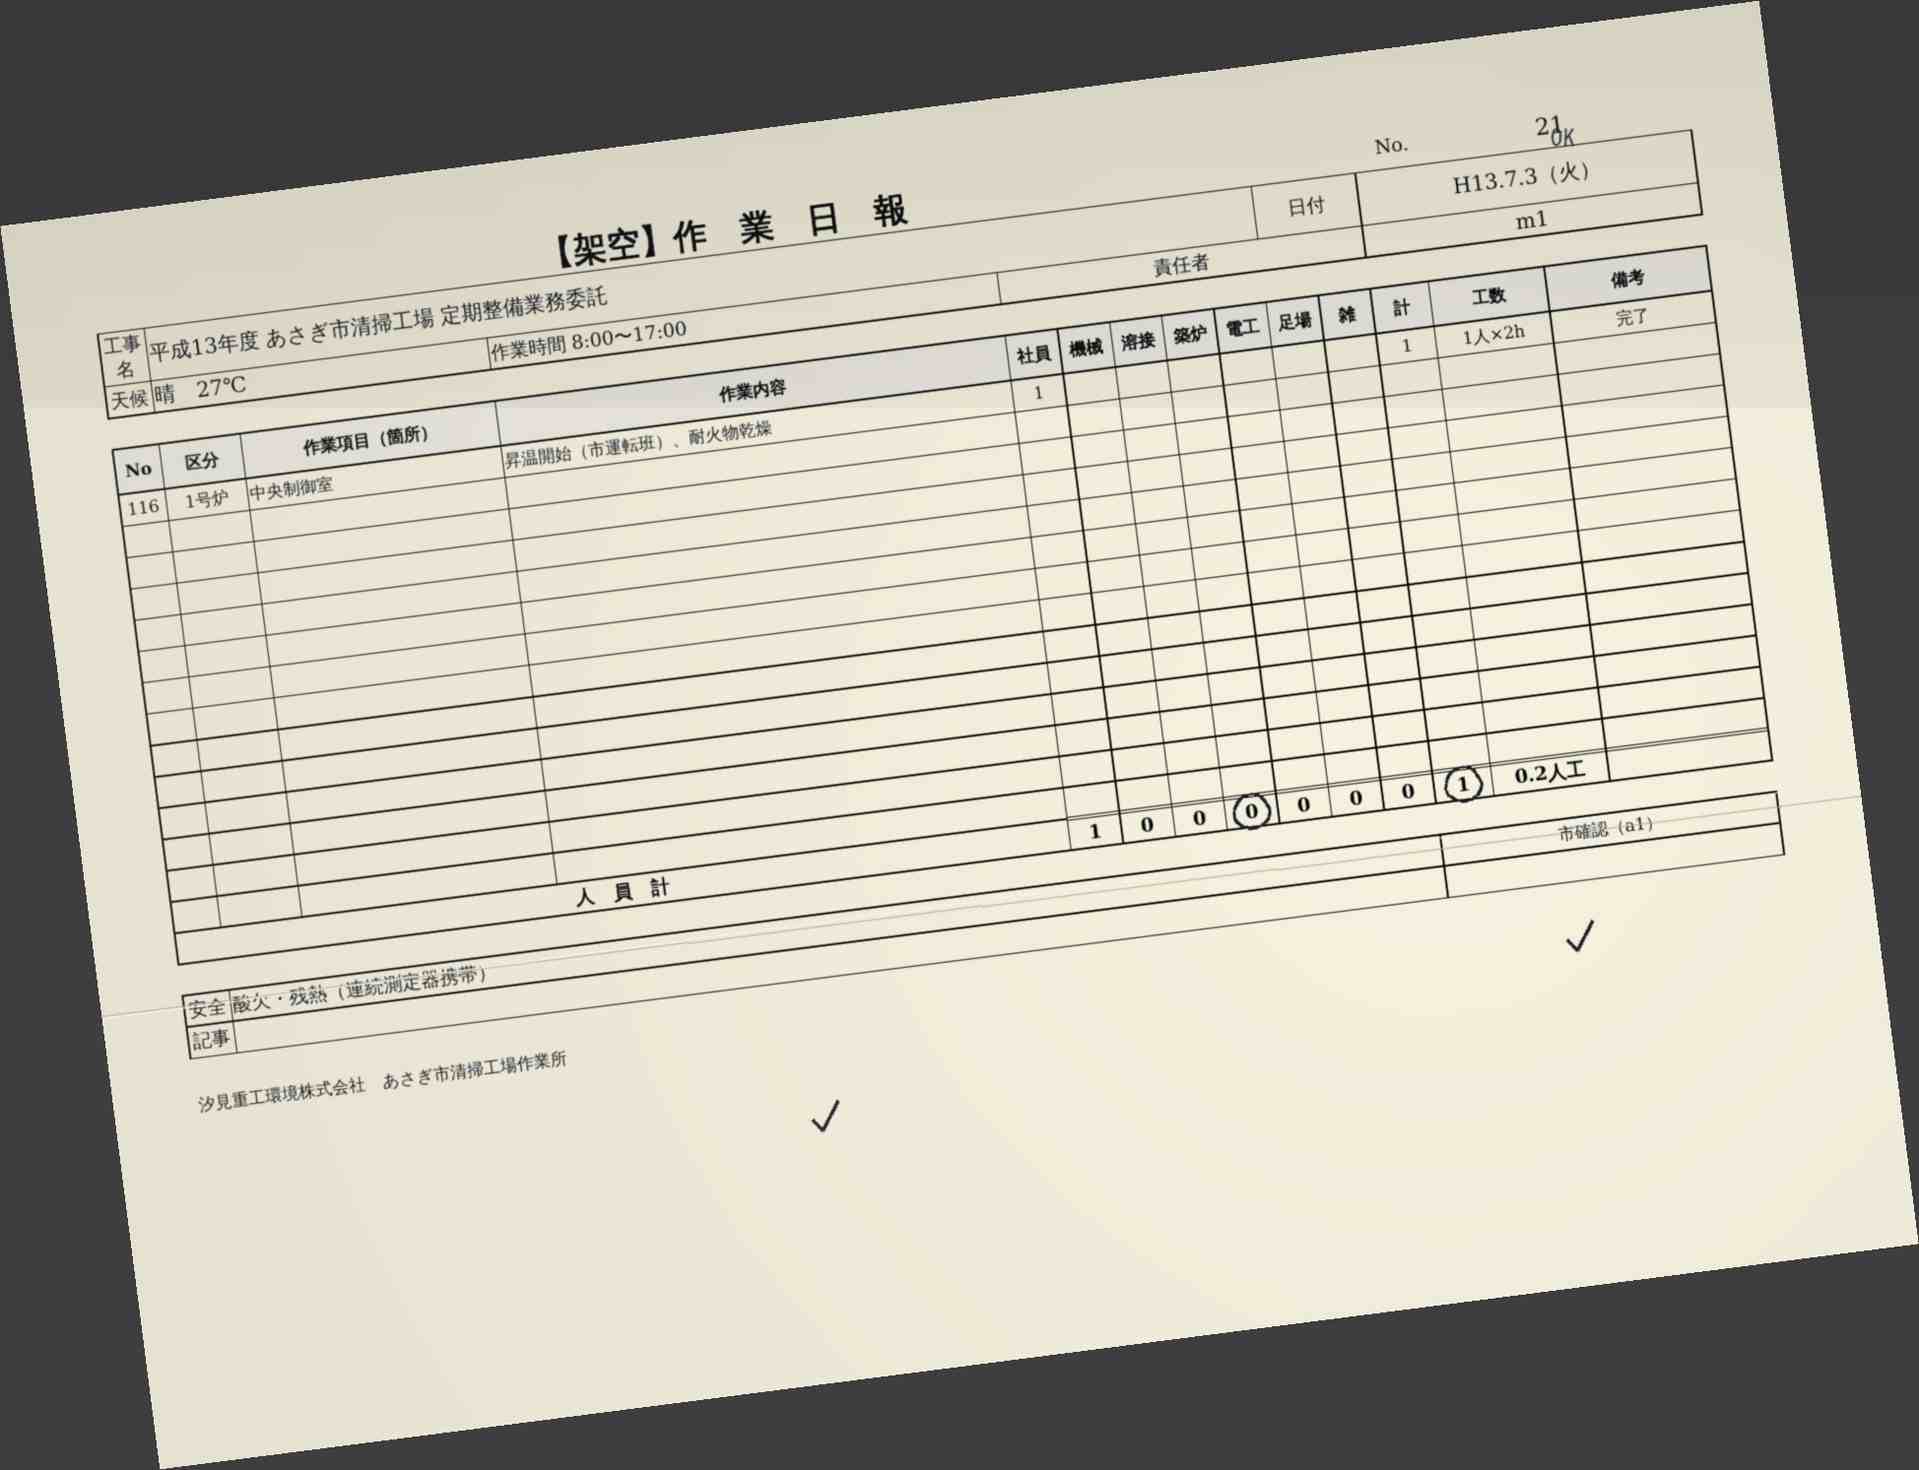 No. 21
OK
【架空】作 業 日 報
工事名 平成13年度 あさぎ市清掃工場 定期整備業務委託 日付 H13.7.3（火）
天候 晴 27℃ 作業時間 8:00〜17:00 責任者 m1
No 区分 作業項目（箇所） 作業内容 社員 機械 溶接 築炉 電工 足場 雑 計 工数 備考
116 1号炉 中央制御室 昇温開始（市運転班）、耐火物乾燥 1 1 1人×2h 完了
人 員 計 1 0 0 0 0 0 0 1 0.2人工
安全 酸欠・残熱（連続測定器携帯） 市確認（a1）
記事
汐見重工環境株式会社 あさぎ市清掃工場作業所